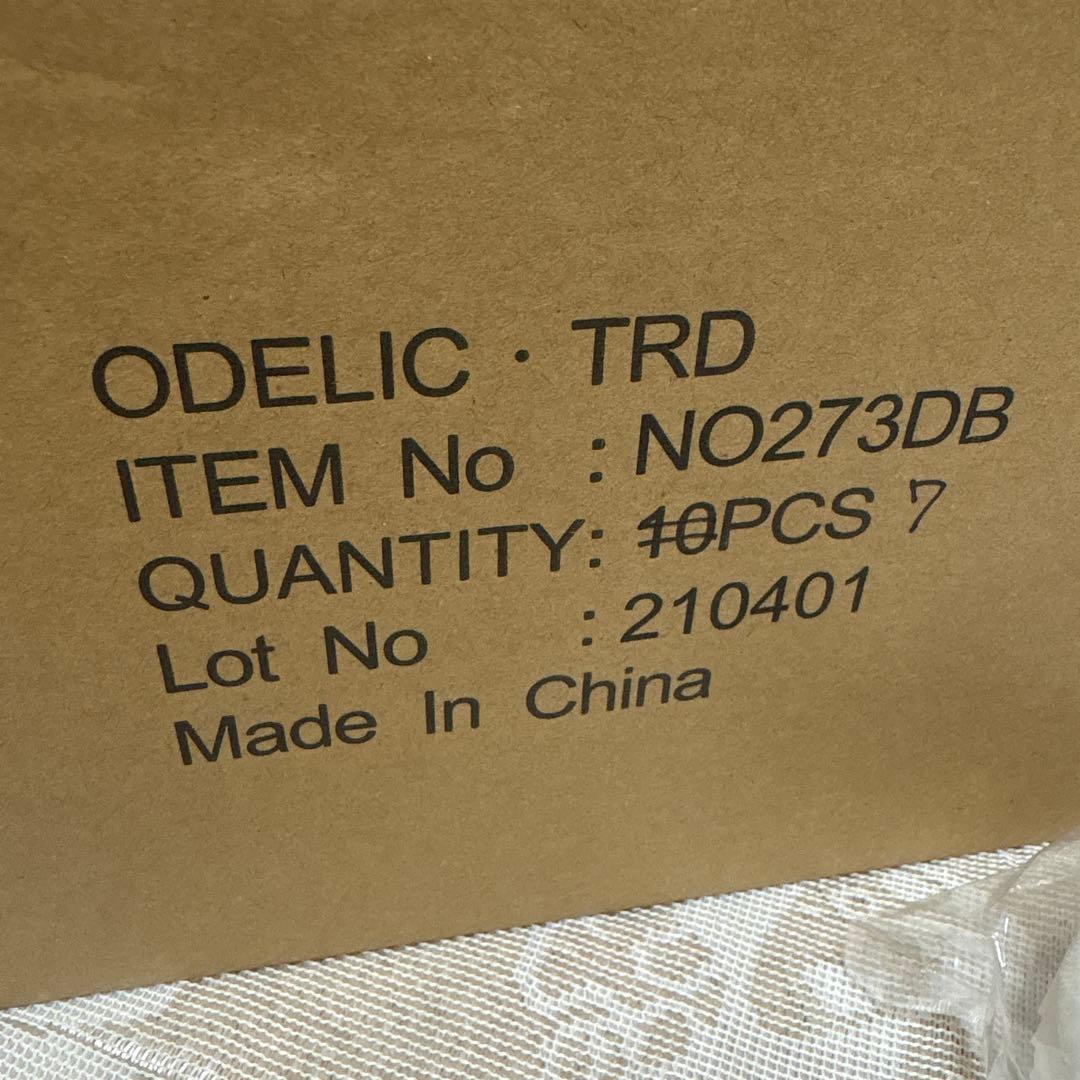 ODELIC・TRD
ITEM No : NO273DB
QUANTITY: 10PCS 7
Lot No : 210401
Made In China